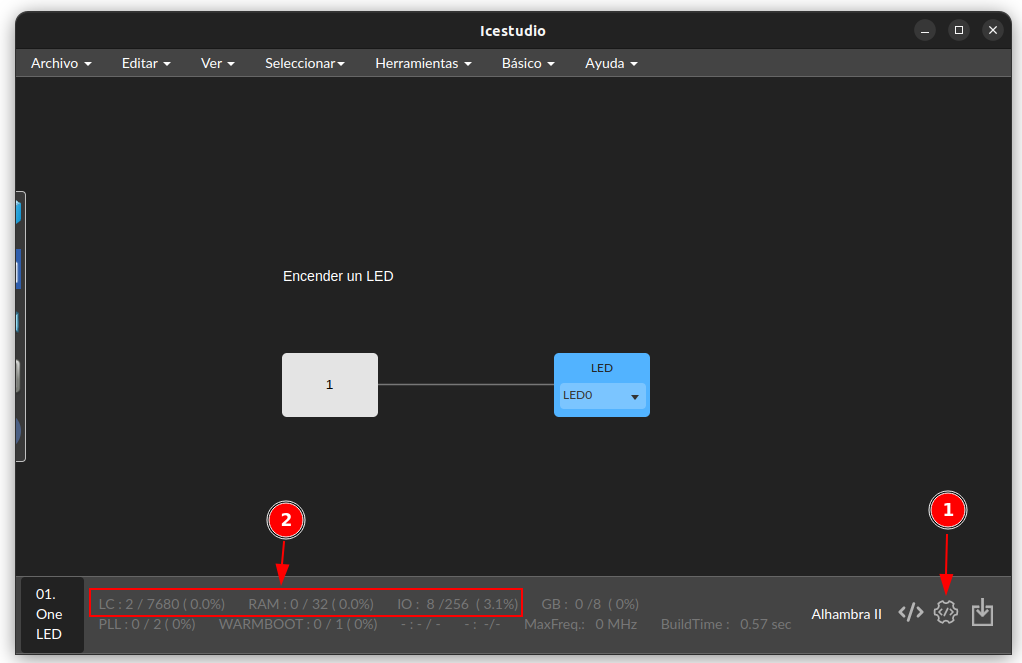 Icestudio
Archivo Editar Ver Seleccionar Herramientas Básico Ayuda
Encender un LED
1
LED
LED0
2
1
01.
One
LED
LC : 2 / 7680 ( 0.0%) RAM : 0 / 32 ( 0.0%) IO : 8 /256 ( 3.1%) GB : 0 /8 ( 0%)
PLL : 0 / 2 ( 0%) WARMBOOT : 0 / 1 ( 0%) - : - / - - : -/- MaxFreq.: 0 MHz BuildTime : 0.57 sec
Alhambra II